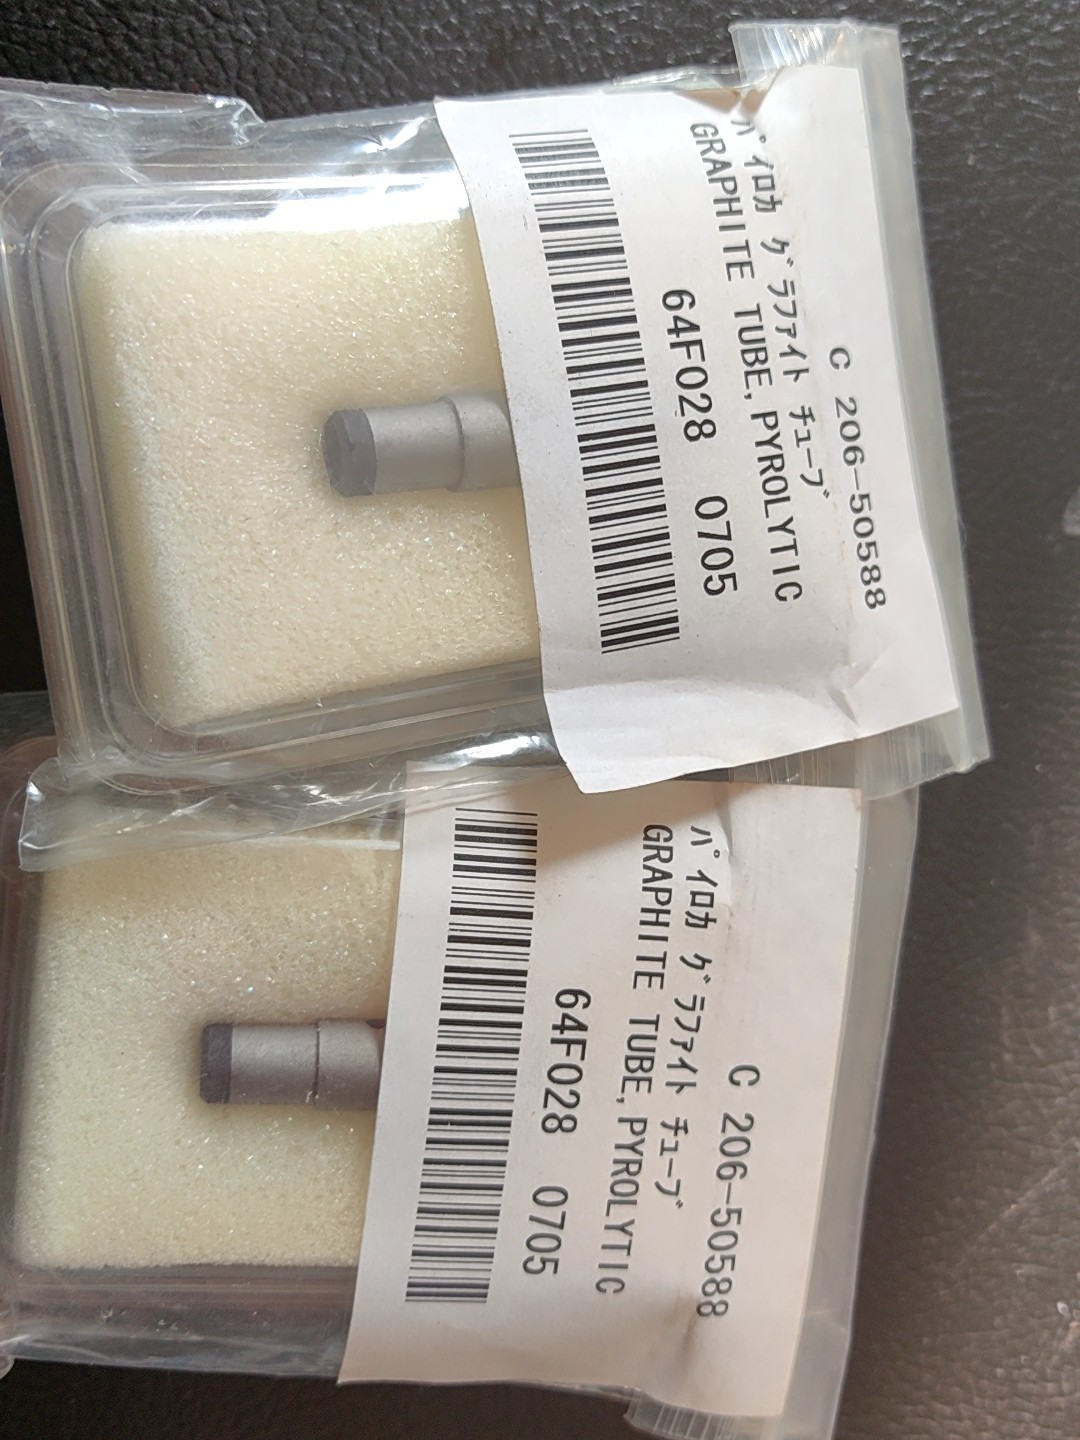 C 206-50588
ﾊﾟｲﾛｶ ｸﾞﾗﾌｧｲﾄ ﾁｭｰﾌﾞ
GRAPHITE TUBE, PYROLYTIC
64F028 0705
C 206-50588
ﾊﾟｲﾛｶ ｸﾞﾗﾌｧｲﾄ ﾁｭｰﾌﾞ
GRAPHITE TUBE, PYROLYTIC
64F028 0705